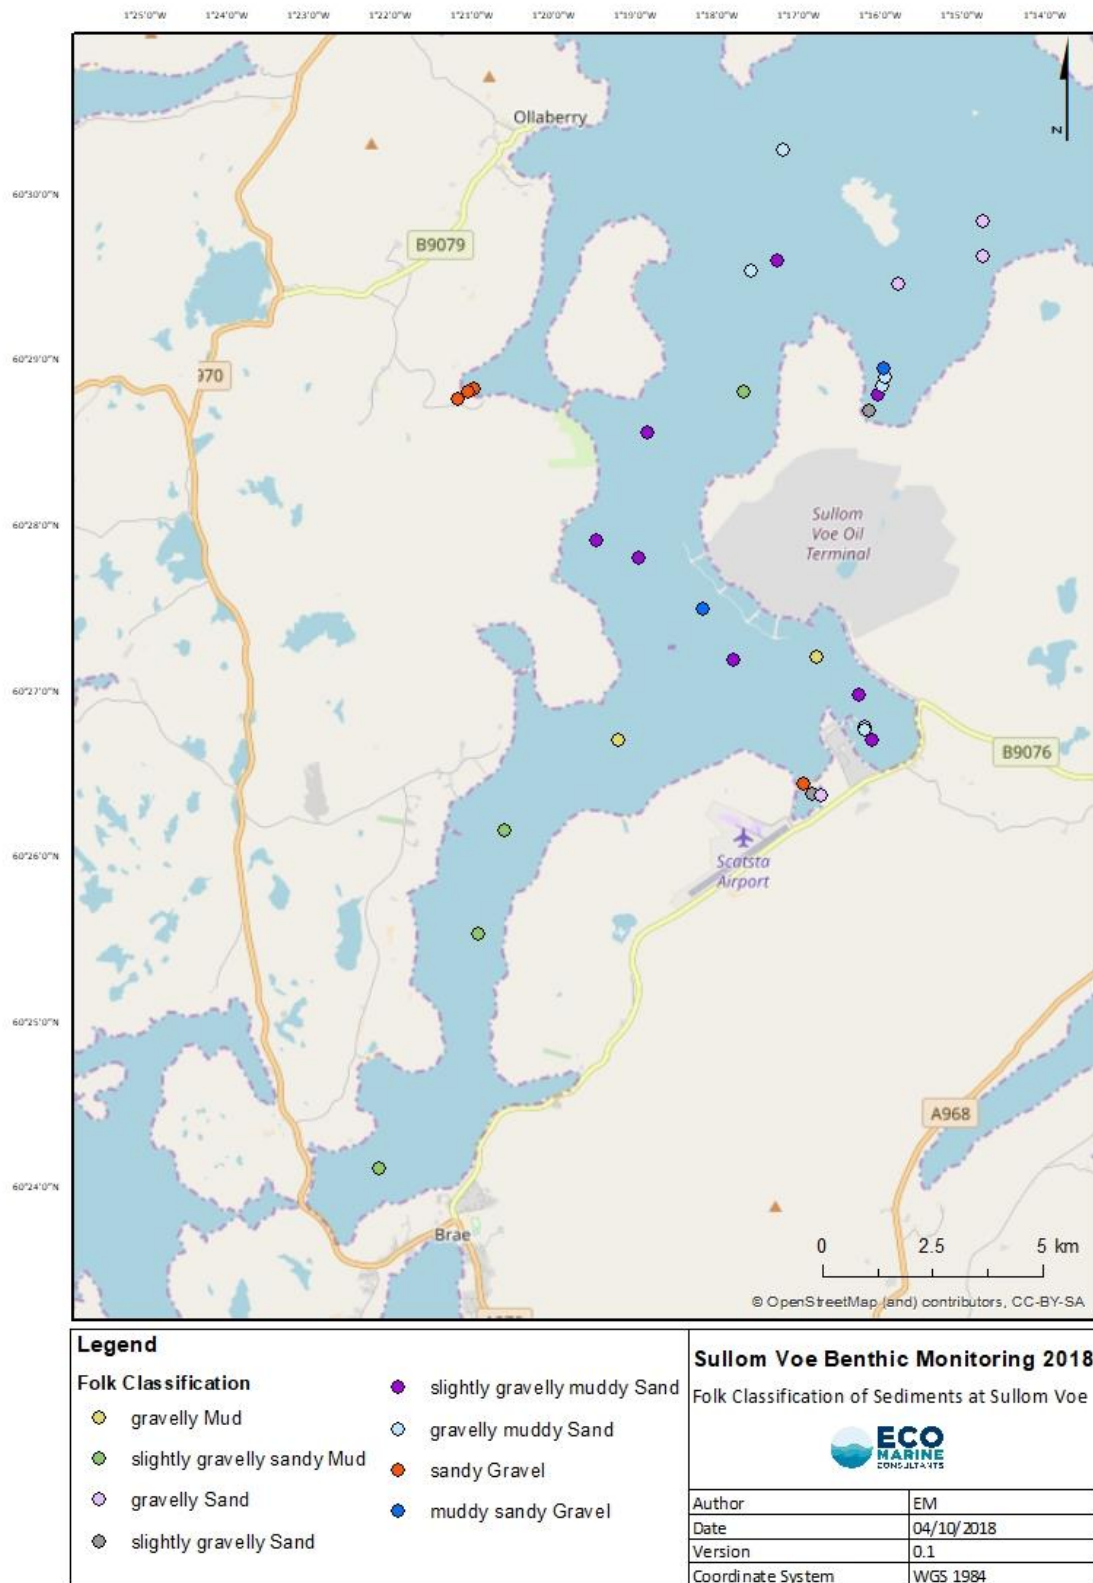 1°25'0"W 1°24'0"W 1°23'0"W 1°22'0"W 1°21'0"W 1°20'0"W 1°19'0"W 1°18'0"W 1°17'0"W 1°16'0"W 1°15'0"W 1°14'0"W
N
Ollaberry
60°30'0"N
B9079
60°29'0"N
970
60°28'0"N
Sullom
Voe Oil
Terminal
60°27'0"N
B9076
60°26'0"N
Scatsta
Airport
60°25'0"N
A968
60°24'0"N
Brae
0 2.5 5 km
© OpenStreetMap (and) contributors, CC-BY-SA
Legend
Folk Classification
gravelly Mud
slightly gravelly sandy Mud
gravelly Sand
slightly gravelly Sand
slightly gravelly muddy Sand
gravelly muddy Sand
sandy Gravel
muddy sandy Gravel
Sullom Voe Benthic Monitoring 2018
Folk Classification of Sediments at Sullom Voe
ECO
MARINE
CONSULTANTS
Author EM
Date 04/10/2018
Version 0.1
Coordinate System WGS 1984